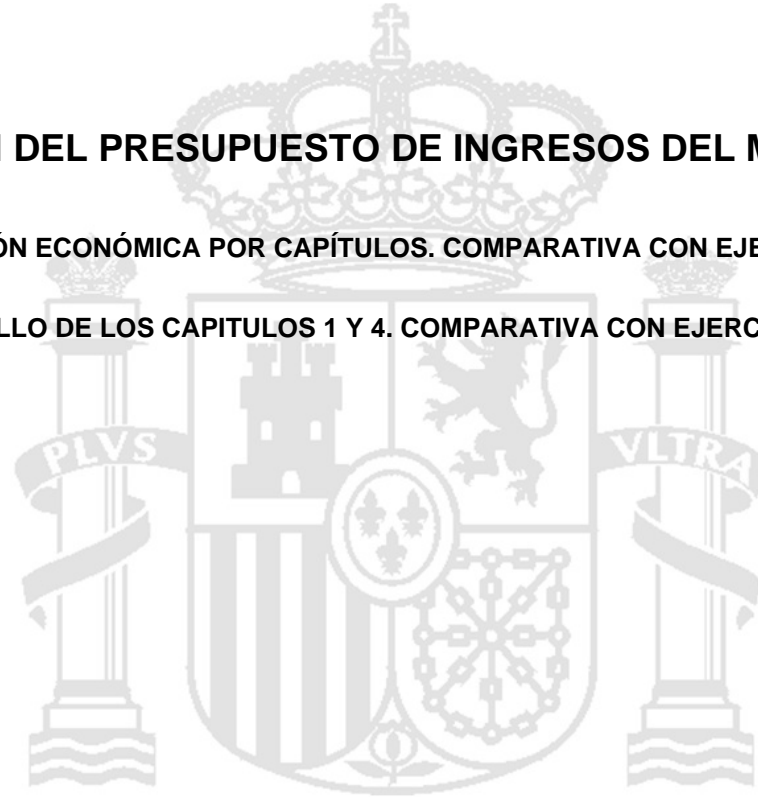 DEL PRESUPUESTO DE INGRESOS DEL
ÓN ECONÓMICA POR CAPÍTULOS. COMPARATIVA CON EJE
LLO DE LOS CAPITULOS 1 Y 4. COMPARATIVA CON EJERC
PLVS VLTRA